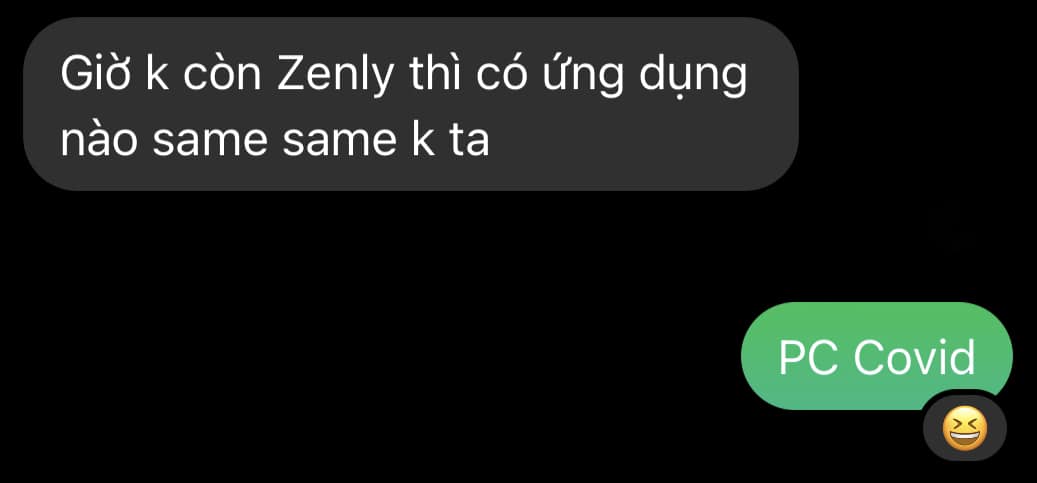 Giờ k còn Zenly thì có ứng dụng
nào same same k ta
PC Covid